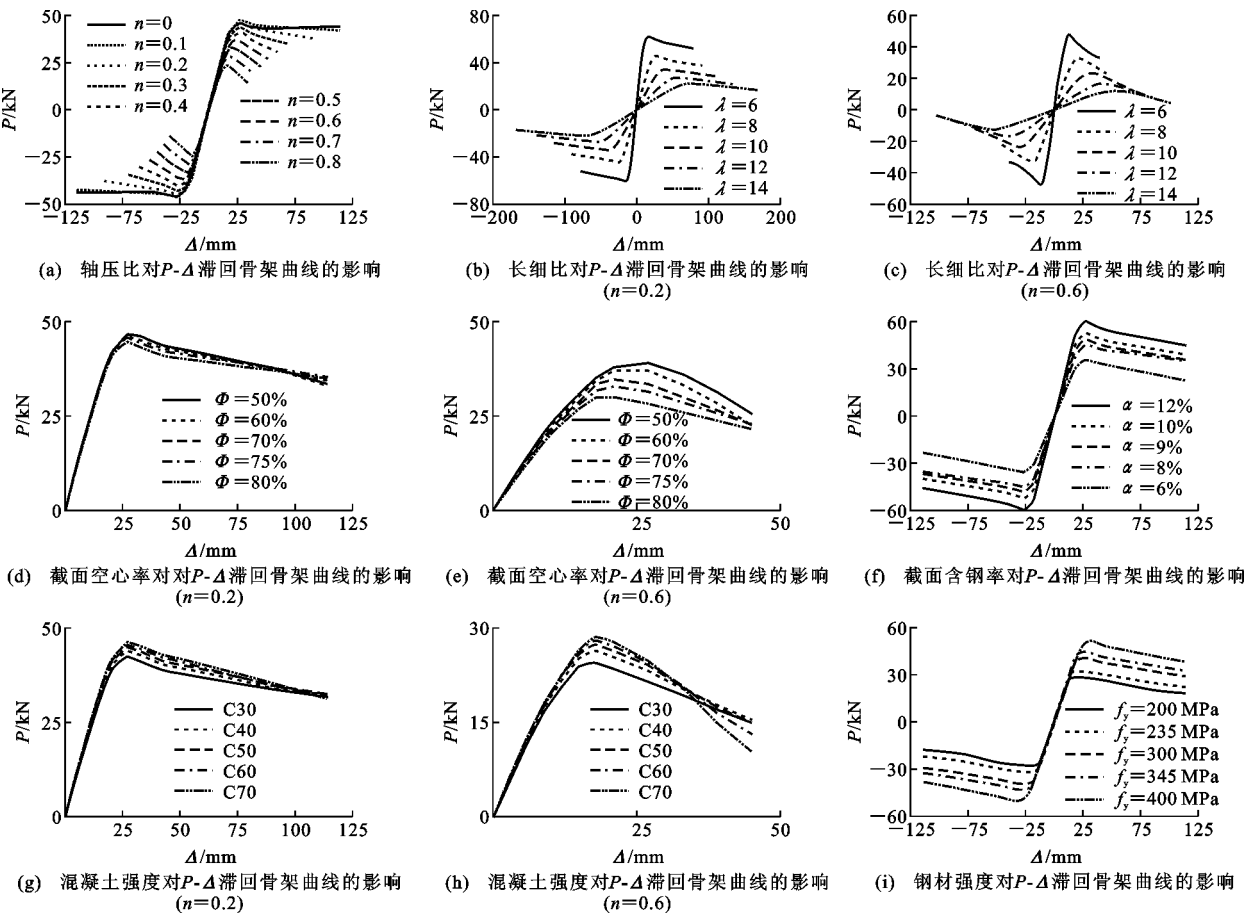 P/kN
50
25
0
−25
−50
−125
−75
−25
25
75
125
n=0
n=0.1
n=0.2
n=0.3
n=0.4
n=0.5
n=0.6
n=0.7
n=0.8
Δ/mm
(a) 轴压比对P-Δ滞回骨架曲线的影响
P/kN
80
40
0
−40
−80
−200
−100
0
100
200
λ=6
λ=8
λ=10
λ=12
λ=14
Δ/mm
(b) 长细比对P-Δ滞回骨架曲线的影响
(n=0.2)
P/kN
60
40
20
0
−20
−40
−60
−125
−75
−25
25
75
125
λ=6
λ=8
λ=10
λ=12
λ=14
Δ/mm
(c) 长细比对P-Δ滞回骨架曲线的影响
(n=0.6)
P/kN
50
25
0
25
50
75
100
125
Φ=50%
Φ=60%
Φ=70%
Φ=75%
Φ=80%
Δ/mm
(d) 截面空心率对对P-Δ滞回骨架曲线的影响
(n=0.2)
P/kN
50
25
0
25
50
Φ=50%
Φ=60%
Φ=70%
Φ=75%
Φ=80%
Δ/mm
(e) 截面空心率对P-Δ滞回骨架曲线的影响
(n=0.6)
P/kN
60
30
0
−30
−60
−125
−75
−25
25
75
125
α=12%
α=10%
α=9%
α=8%
α=6%
Δ/mm
(f) 截面含钢率对P-Δ滞回骨架曲线的影响
P/kN
50
25
0
25
50
75
100
125
C30
C40
C50
C60
C70
Δ/mm
(g) 混凝土强度对P-Δ滞回骨架曲线的影响
(n=0.2)
P/kN
30
15
0
25
50
C30
C40
C50
C60
C70
Δ/mm
(h) 混凝土强度对P-Δ滞回骨架曲线的影响
(n=0.6)
P/kN
60
30
0
−30
−60
−125
−75
−25
25
75
125
fy=200 MPa
fy=235 MPa
fy=300 MPa
fy=345 MPa
fy=400 MPa
Δ/mm
(i) 钢材强度对P-Δ滞回骨架曲线的影响